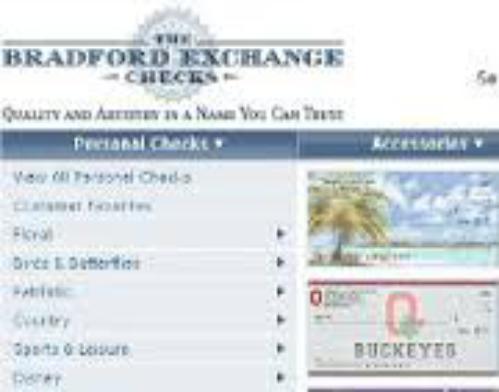 THE
BRADFORD EXCHANGE
CHECKS
QUALITY AND ARTISTRY IN A NAME YOU CAN TRUST
Se
Personal Checks ▾
Accessories ▾
View All Personal Checks
Customer Favorites
Floral
Birds & Butterflies
Patriotic
Country
Sports & Leisure
Disney
O
BUCKEYES